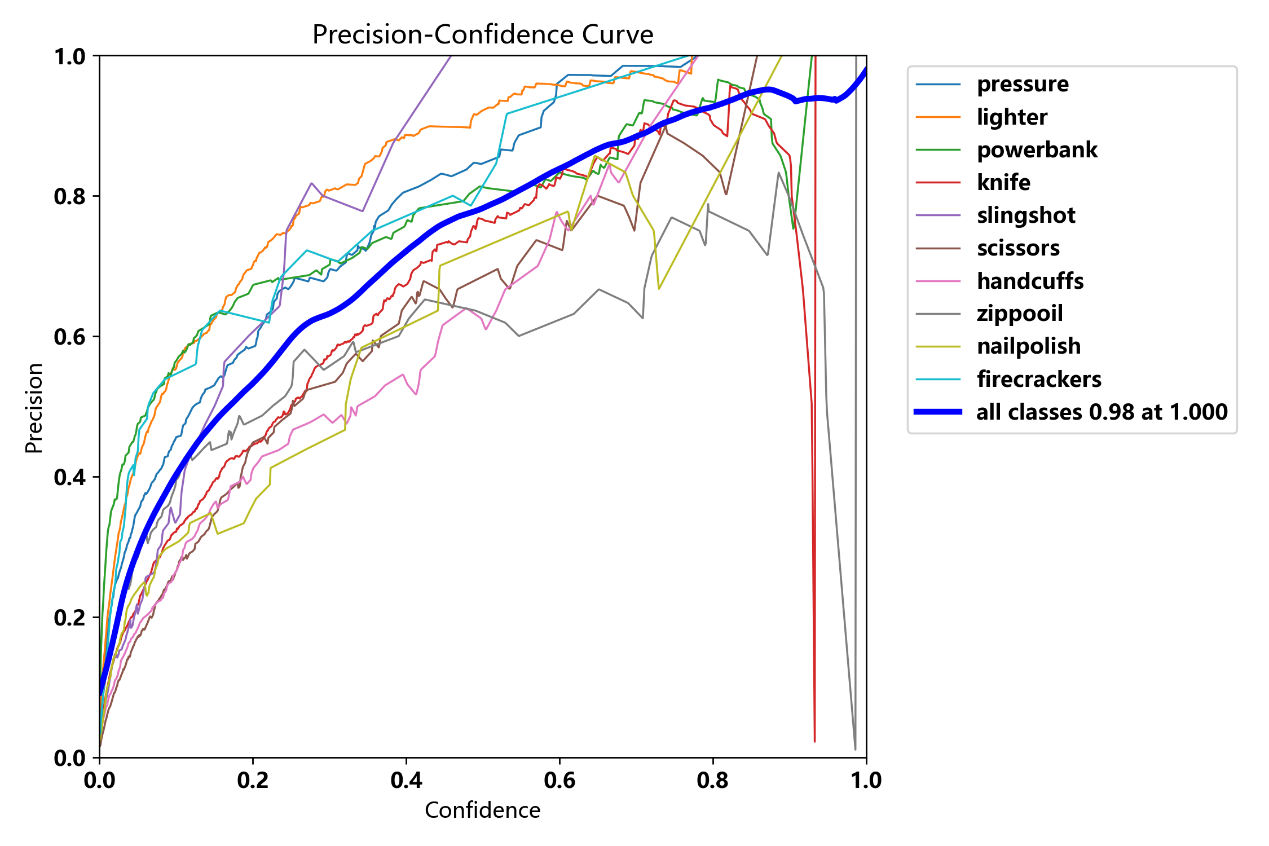 Precision-Confidence Curve
1.0
0.8
0.6
0.4
0.2
0.0
Precision
0.0 0.2 0.4 0.6 0.8 1.0
Confidence
pressure
lighter
powerbank
knife
slingshot
scissors
handcuffs
zippooil
nailpolish
firecrackers
all classes 0.98 at 1.000